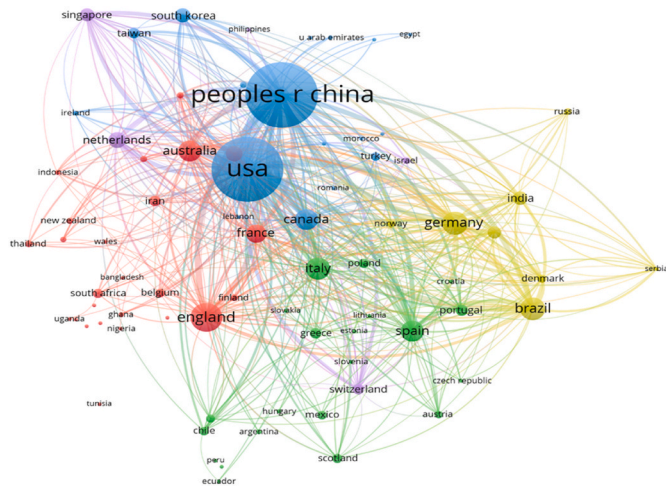 singapore
south korea
taiwan
philippines
u arab emirates
egypt
peoples r china
ireland
russia
netherlands
australia
morocco
turkey
israel
usa
indonesia
romania
iran
india
new zealand
lebanon
canada
norway
germany
thailand
wales
france
bangladesh
italy
poland
serbia
south africa
belgium
finland
croatia
denmark
uganda
ghana
nigeria
england
slovakia
lithuania
portugal
brazil
greece
estonia
spain
slovenia
switzerland
czech republic
tunisia
hungary
mexico
austria
chile
argentina
peru
scotland
ecuador